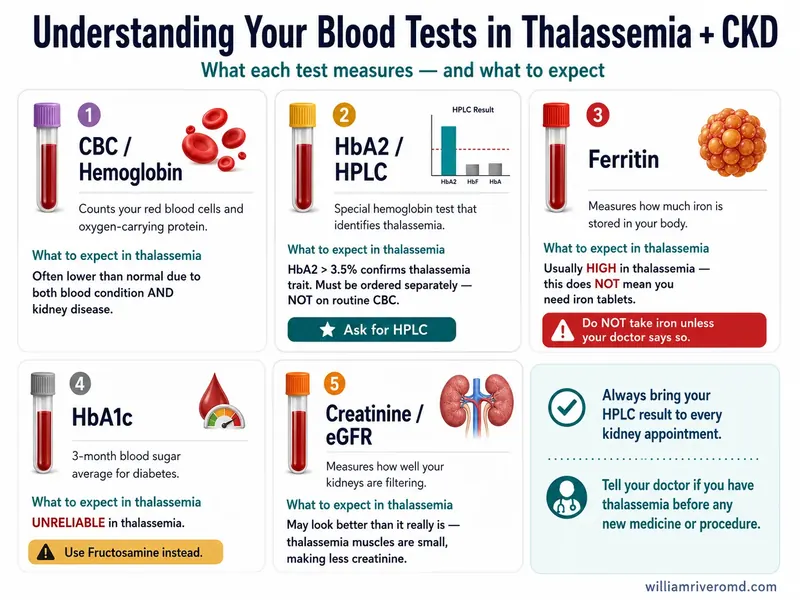 Understanding Your Blood Tests in Thalassemia + CKD
What each test measures — and what to expect
1
CBC /
Hemoglobin
Counts your red blood cells and
oxygen-carrying protein.
What to expect in thalassemia
Often lower than normal due to
both blood condition AND
kidney disease.
2
HbA2 /
HPLC
HPLC Result
HbA2 HbF HbA
Special hemoglobin test that
identifies thalassemia.
What to expect in thalassemia
HbA2 > 3.5% confirms thalassemia
trait. Must be ordered separately —
NOT on routine CBC.
Ask for HPLC
3
Ferritin
Measures how much iron is
stored in your body.
What to expect in thalassemia
Usually HIGH in thalassemia —
this does NOT mean you
need iron tablets.
Do NOT take iron unless
your doctor says so.
4
HbA1c
3-month blood sugar
average for diabetes.
What to expect in thalassemia
UNRELIABLE in thalassemia.
Use Fructosamine instead.
5
Creatinine /
eGFR
Measures how well your
kidneys are filtering.
What to expect in thalassemia
May look better than it really is —
thalassemia muscles are small,
making less creatinine.
Always bring your
HPLC result to every
kidney appointment.
Tell your doctor if you have
thalassemia before any
new medicine or procedure.
williamriveromd.com